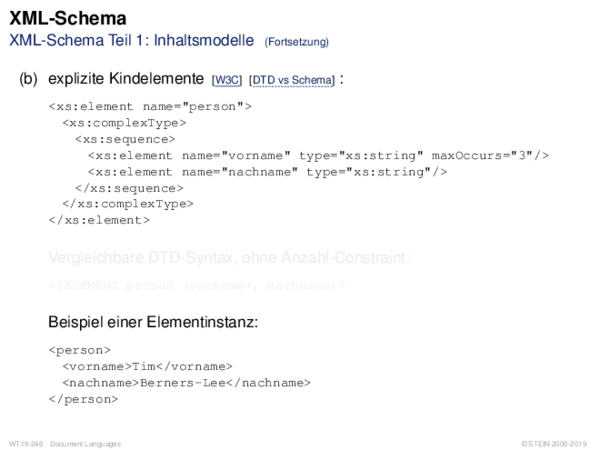 XML-Schema
XML-Schema Teil 1: Inhaltsmodelle (Fortsetzung)
(b) explizite Kindelemente [W3C] [DTD vs Schema] :
<xs:element name="person">
<xs:complexType>
<xs:sequence>
<xs:element name="vorname" type="xs:string" maxOccurs="3"/>
<xs:element name="nachname" type="xs:string"/>
</xs:sequence>
</xs:complexType>
</xs:element>
Vergleichbare DTD-Syntax, ohne Anzahl-Constraint:
<!ELEMENT person (vorname+, nachname)>
Beispiel einer Elementinstanz:
<person>
<vorname>Tim</vorname>
<nachname>Berners-Lee</nachname>
</person>
WT:III-246 Document Languages
© STEIN 2005-2019